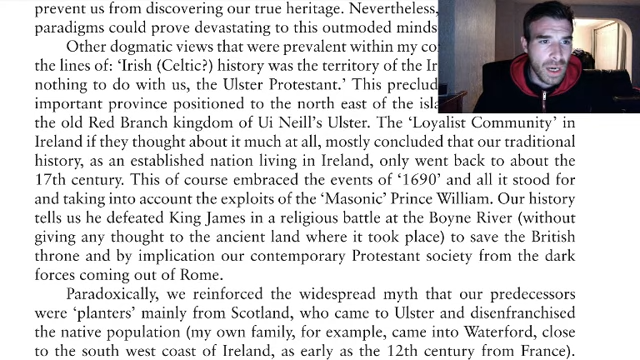 prevent us from discovering our true heritage. Nevertheless,
paradigms could prove devastating to this outmoded minds
Other dogmatic views that were prevalent within my co
the lines of: 'Irish (Celtic?) history was the territory of the Ir
nothing to do with us, the Ulster Protestant.' This preclud
important province positioned to the north east of the isla
the old Red Branch kingdom of Ui Neill's Ulster. The 'Loyalist Community' in
Ireland if they thought about it much at all, mostly concluded that our traditional
history, as an established nation living in Ireland, only went back to about the
17th century. This of course embraced the events of '1690' and all it stood for
and taking into account the exploits of the 'Masonic' Prince William. Our history
tells us he defeated King James in a religious battle at the Boyne River (without
giving any thought to the ancient land where it took place) to save the British
throne and by implication our contemporary Protestant society from the dark
forces coming out of Rome.
Paradoxically, we reinforced the widespread myth that our predecessors
were 'planters' mainly from Scotland, who came to Ulster and disenfranchised
the native population (my own family, for example, came into Waterford, close
to the south west coast of Ireland, as early as the 12th century from France).